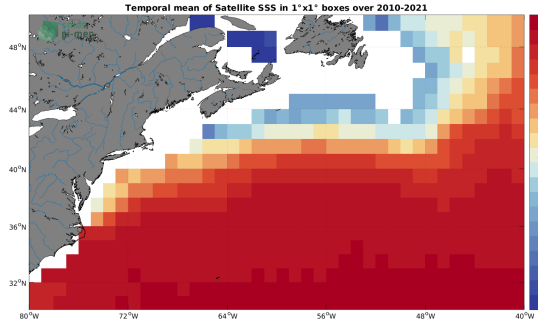 Temporal mean of Satellite SSS in 1°x1° boxes over 2010-2021
48°N
44°N
40°N
36°N
32°N
80°W 72°W 64°W 56°W 48°W 40°W